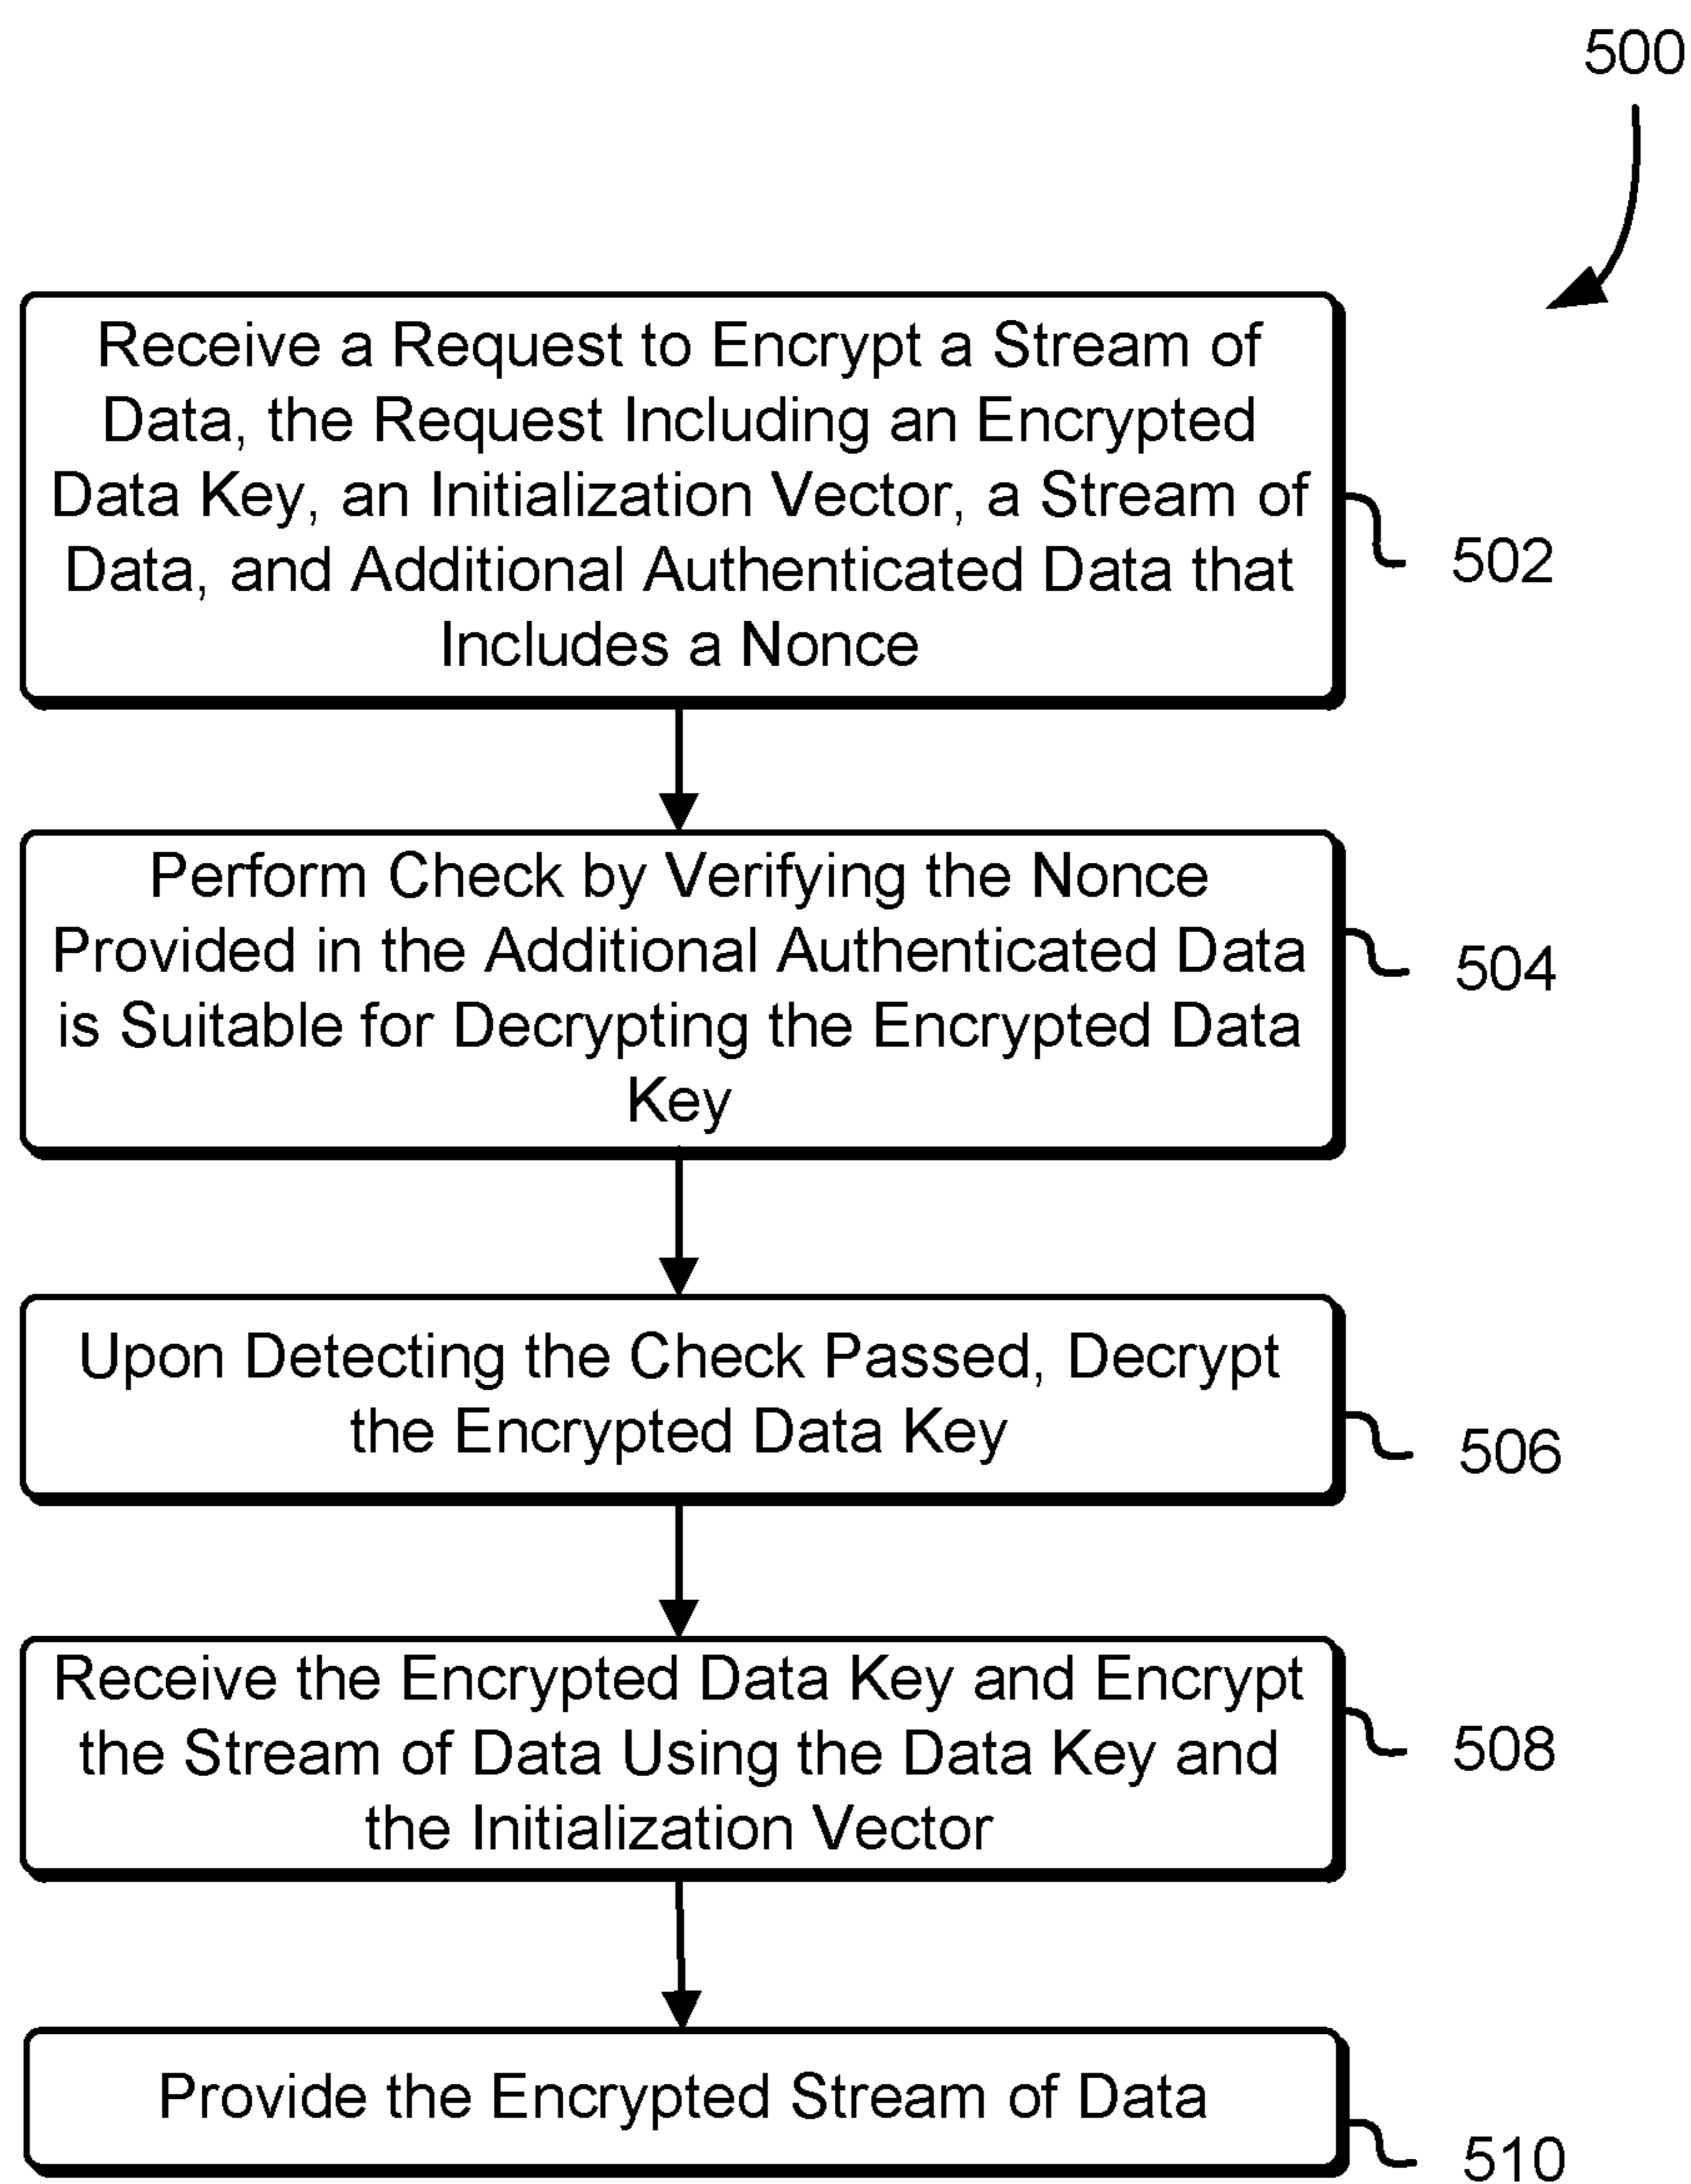 500
Receive a Request to Encrypt a Stream of
Data, the Request Including an Encrypted
Data Key, an Initialization Vector, a Stream of
Data, and Additional Authenticated Data that
Includes a Nonce
502
Perform Check by Verifying the Nonce
Provided in the Additional Authenticated Data
is Suitable for Decrypting the Encrypted Data
Key
504
Upon Detecting the Check Passed, Decrypt
the Encrypted Data Key
506
Receive the Encrypted Data Key and Encrypt
the Stream of Data Using the Data Key and
the Initialization Vector
508
Provide the Encrypted Stream of Data
510